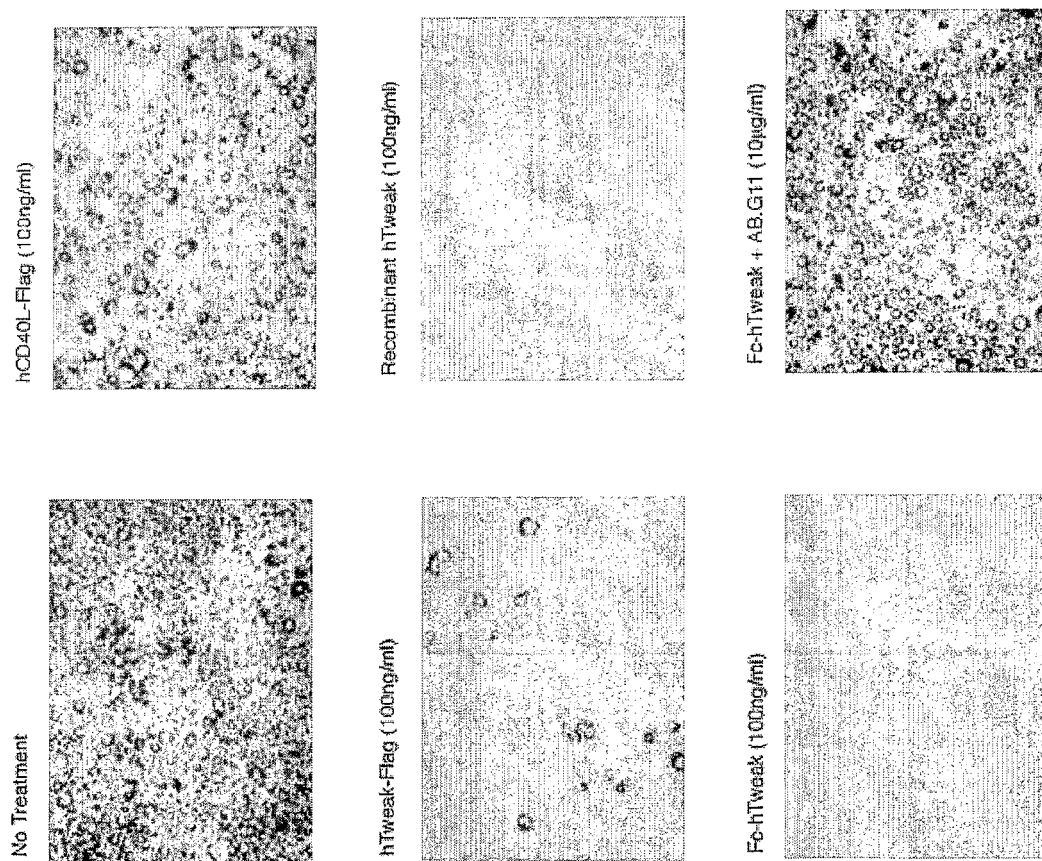 No Treatment
hCD40L-Flag (100ng/ml)
hTweak-Flag (100ng/ml)
Recombinant hTweak (100ng/ml)
Fc-hTweak (100ng/ml)
Fc-hTweak + AB.G11 (10µg/ml)